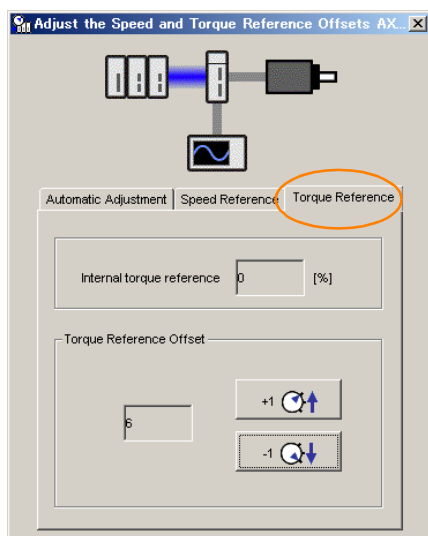 Adjust the Speed and Torque Reference Offsets AX...
Automatic Adjustment Speed Reference Torque Reference
Internal torque reference 0 [%]
Torque Reference Offset
+1
6
-1